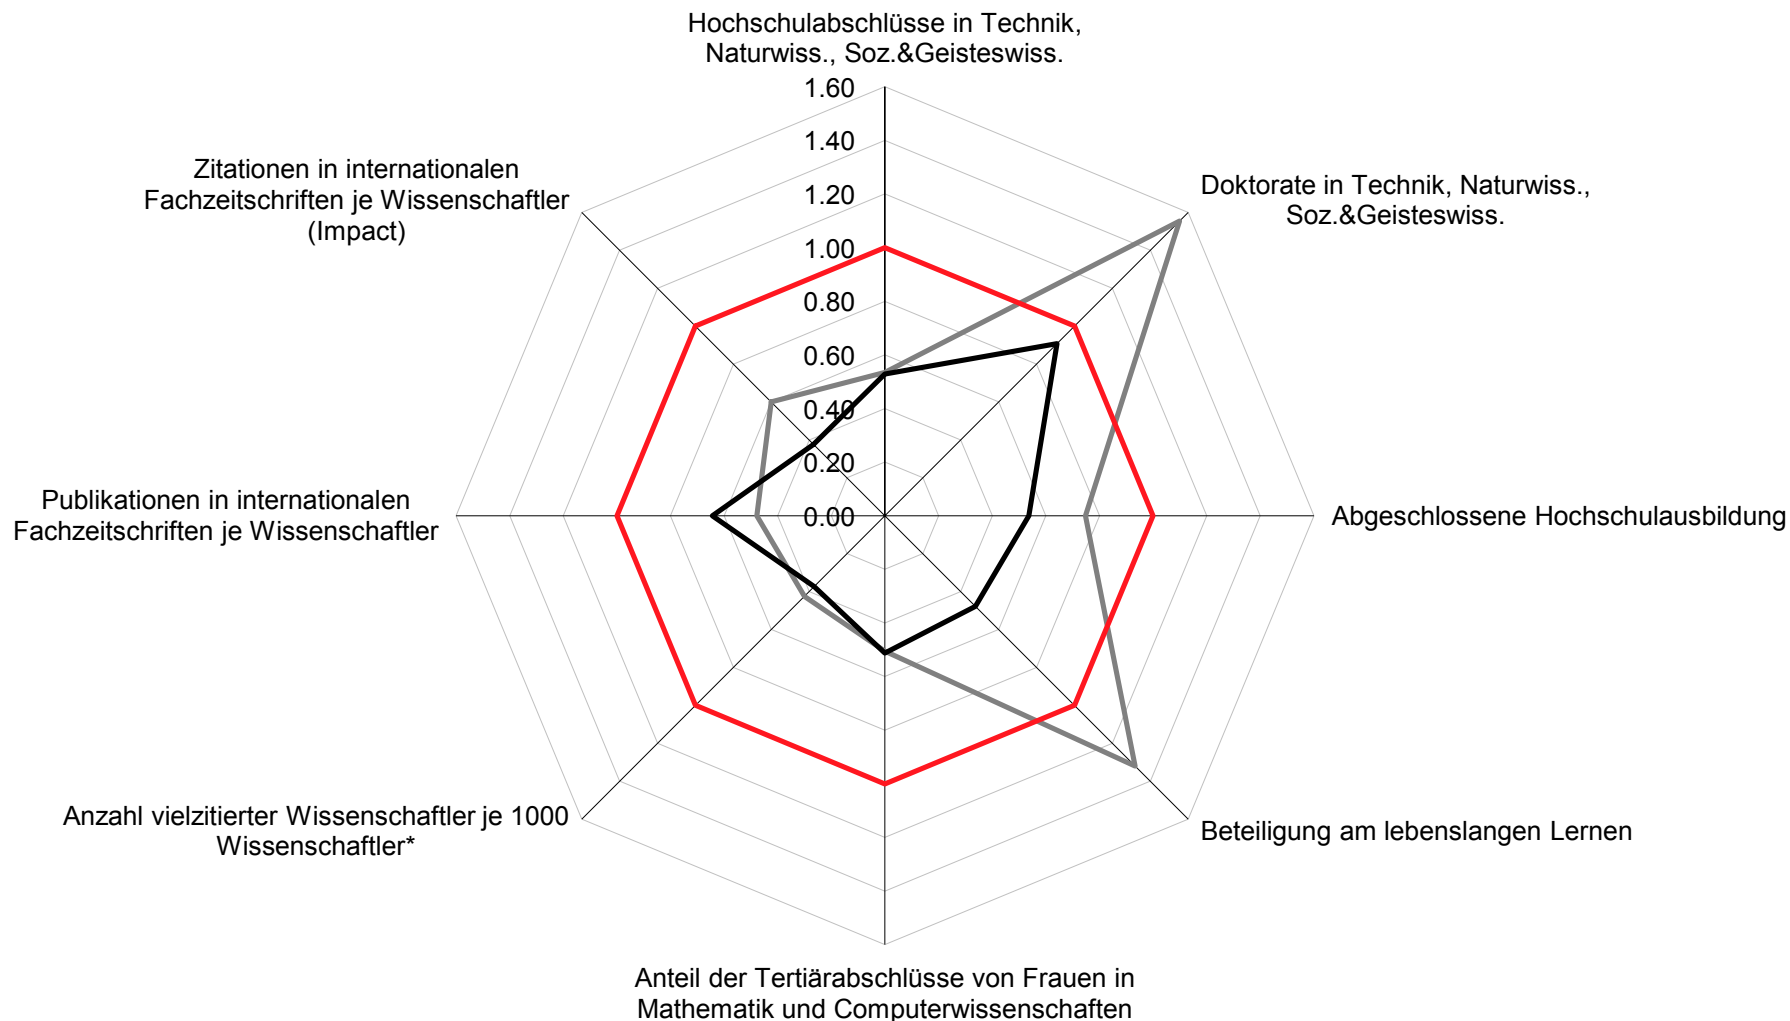 Hochschulabschlüsse in Technik,
Naturwiss., Soz.&Geisteswiss.
1.60
1.40
1.20
1.00
0.80
0.60
0.40
0.20
0.00
Zitationen in internationalen
Fachzeitschriften je Wissenschaftler
(Impact)
Doktorate in Technik, Naturwiss.,
Soz.&Geisteswiss.
Publikationen in internationalen
Fachzeitschriften je Wissenschaftler
Abgeschlossene Hochschulausbildung
Anzahl vielzitierter Wissenschaftler je 1000
Wissenschaftler*
Beteiligung am lebenslangen Lernen
Anteil der Tertiärabschlüsse von Frauen in
Mathematik und Computerwissenschaften